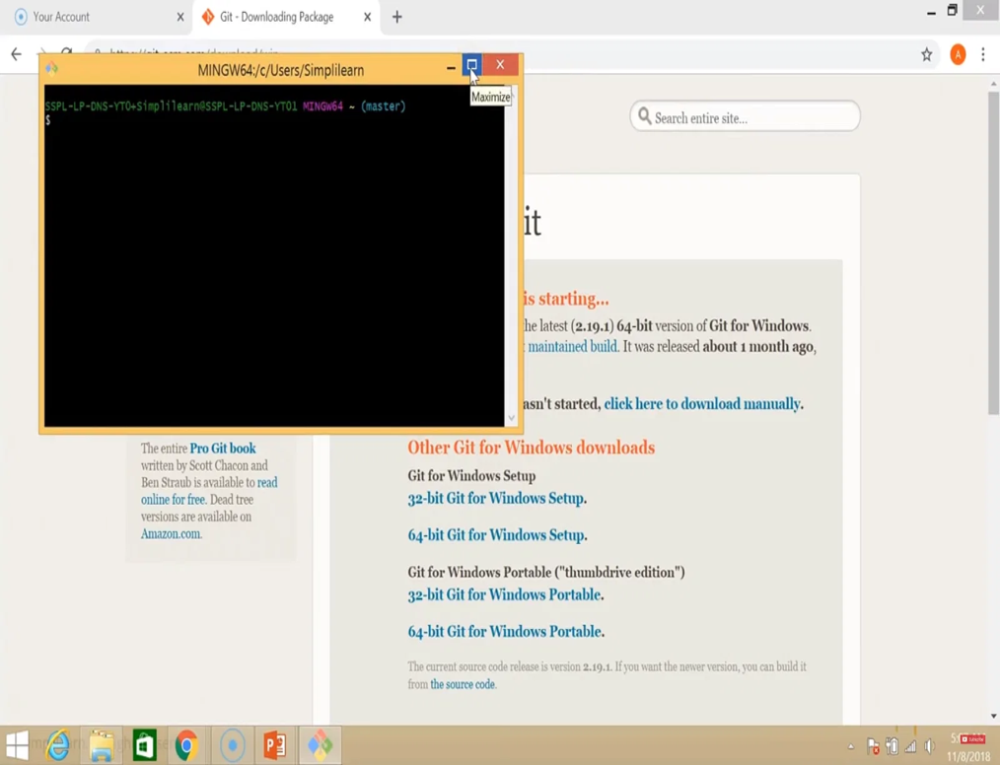 Your Account
Git - Downloading Package
MINGW64:/c/Users/Simplilearn
Maximize
SSPL-LP-DNS-YT0+Simplilearn@SSPL-LP-DNS-YT01 MINGW64 ~ (master)
$
Search entire site...
A
it
is starting...
the latest (2.19.1) 64-bit version of Git for Windows.
maintained build. It was released about 1 month ago,
asn't started, click here to download manually.
Other Git for Windows downloads
Git for Windows Setup
32-bit Git for Windows Setup.
64-bit Git for Windows Setup.
Git for Windows Portable ("thumbdrive edition")
32-bit Git for Windows Portable.
64-bit Git for Windows Portable.
The current source code release is version 2.19.1. If you want the newer version, you can build it
from the source code.
The entire Pro Git book
written by Scott Chacon and
Ben Straub is available to read
online for free. Dead tree
versions are available on
Amazon.com.
11/8/2018